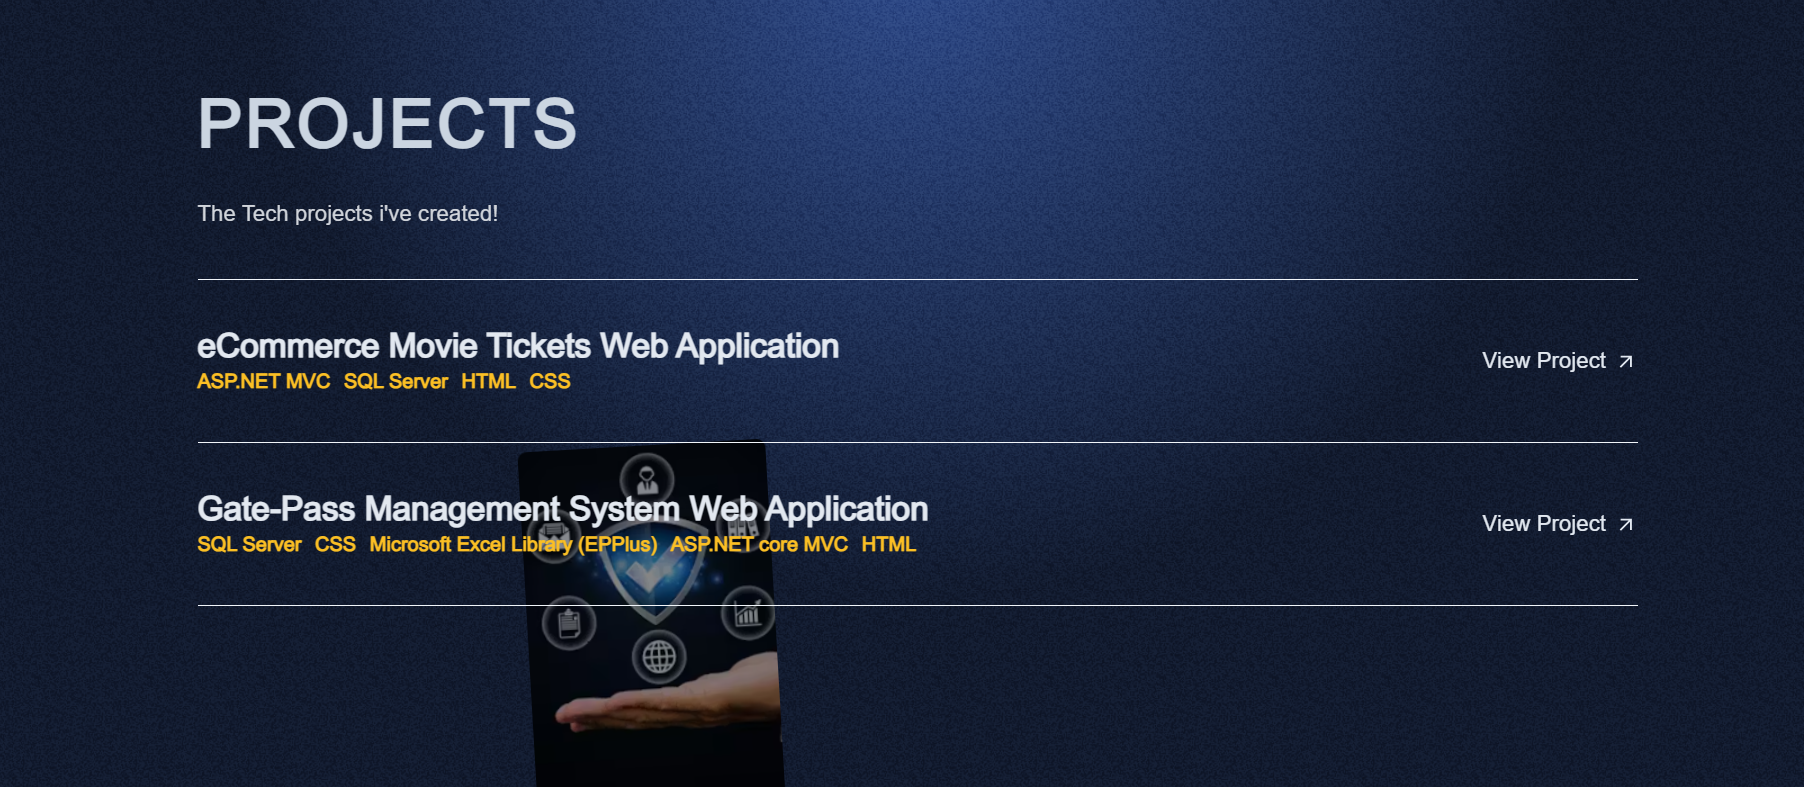 PROJECTS
The Tech projects i've created!
eCommerce Movie Tickets Web Application
ASP.NET MVC SQL Server HTML CSS
View Project
Gate-Pass Management System Web Application
SQL Server CSS Microsoft Excel Library (EPPlus) ASP.NET core MVC HTML
View Project